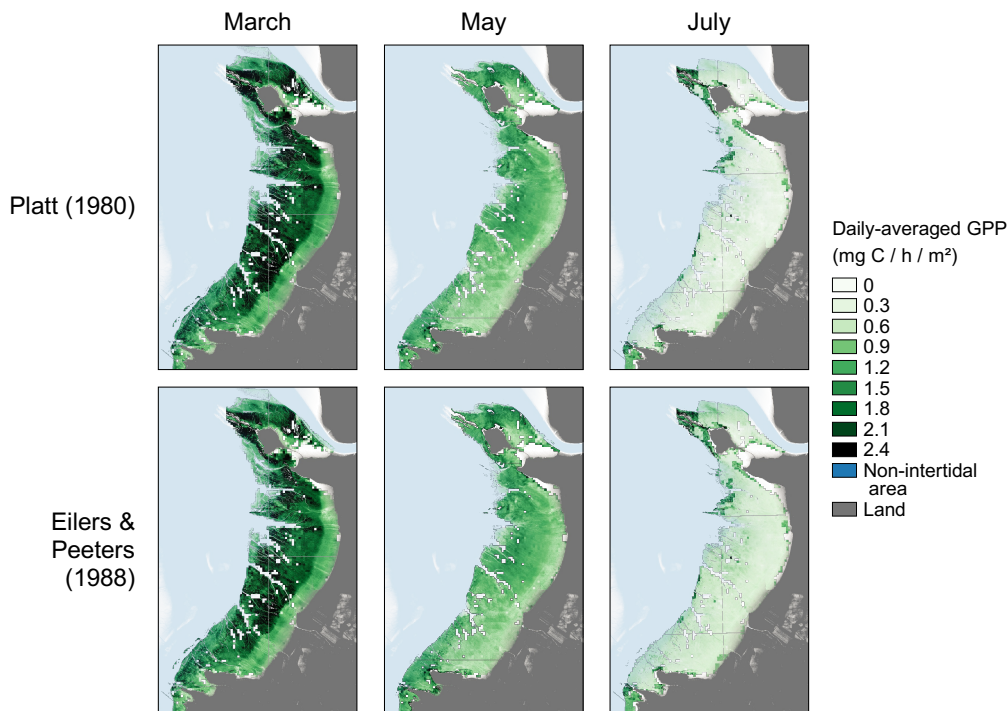 March
May
July
Platt (1980)
Eilers &
Peeters
(1988)
Daily-averaged GPP
(mg C / h / m²)
0
0.3
0.6
0.9
1.2
1.5
1.8
2.1
2.4
Non-intertidal
area
Land